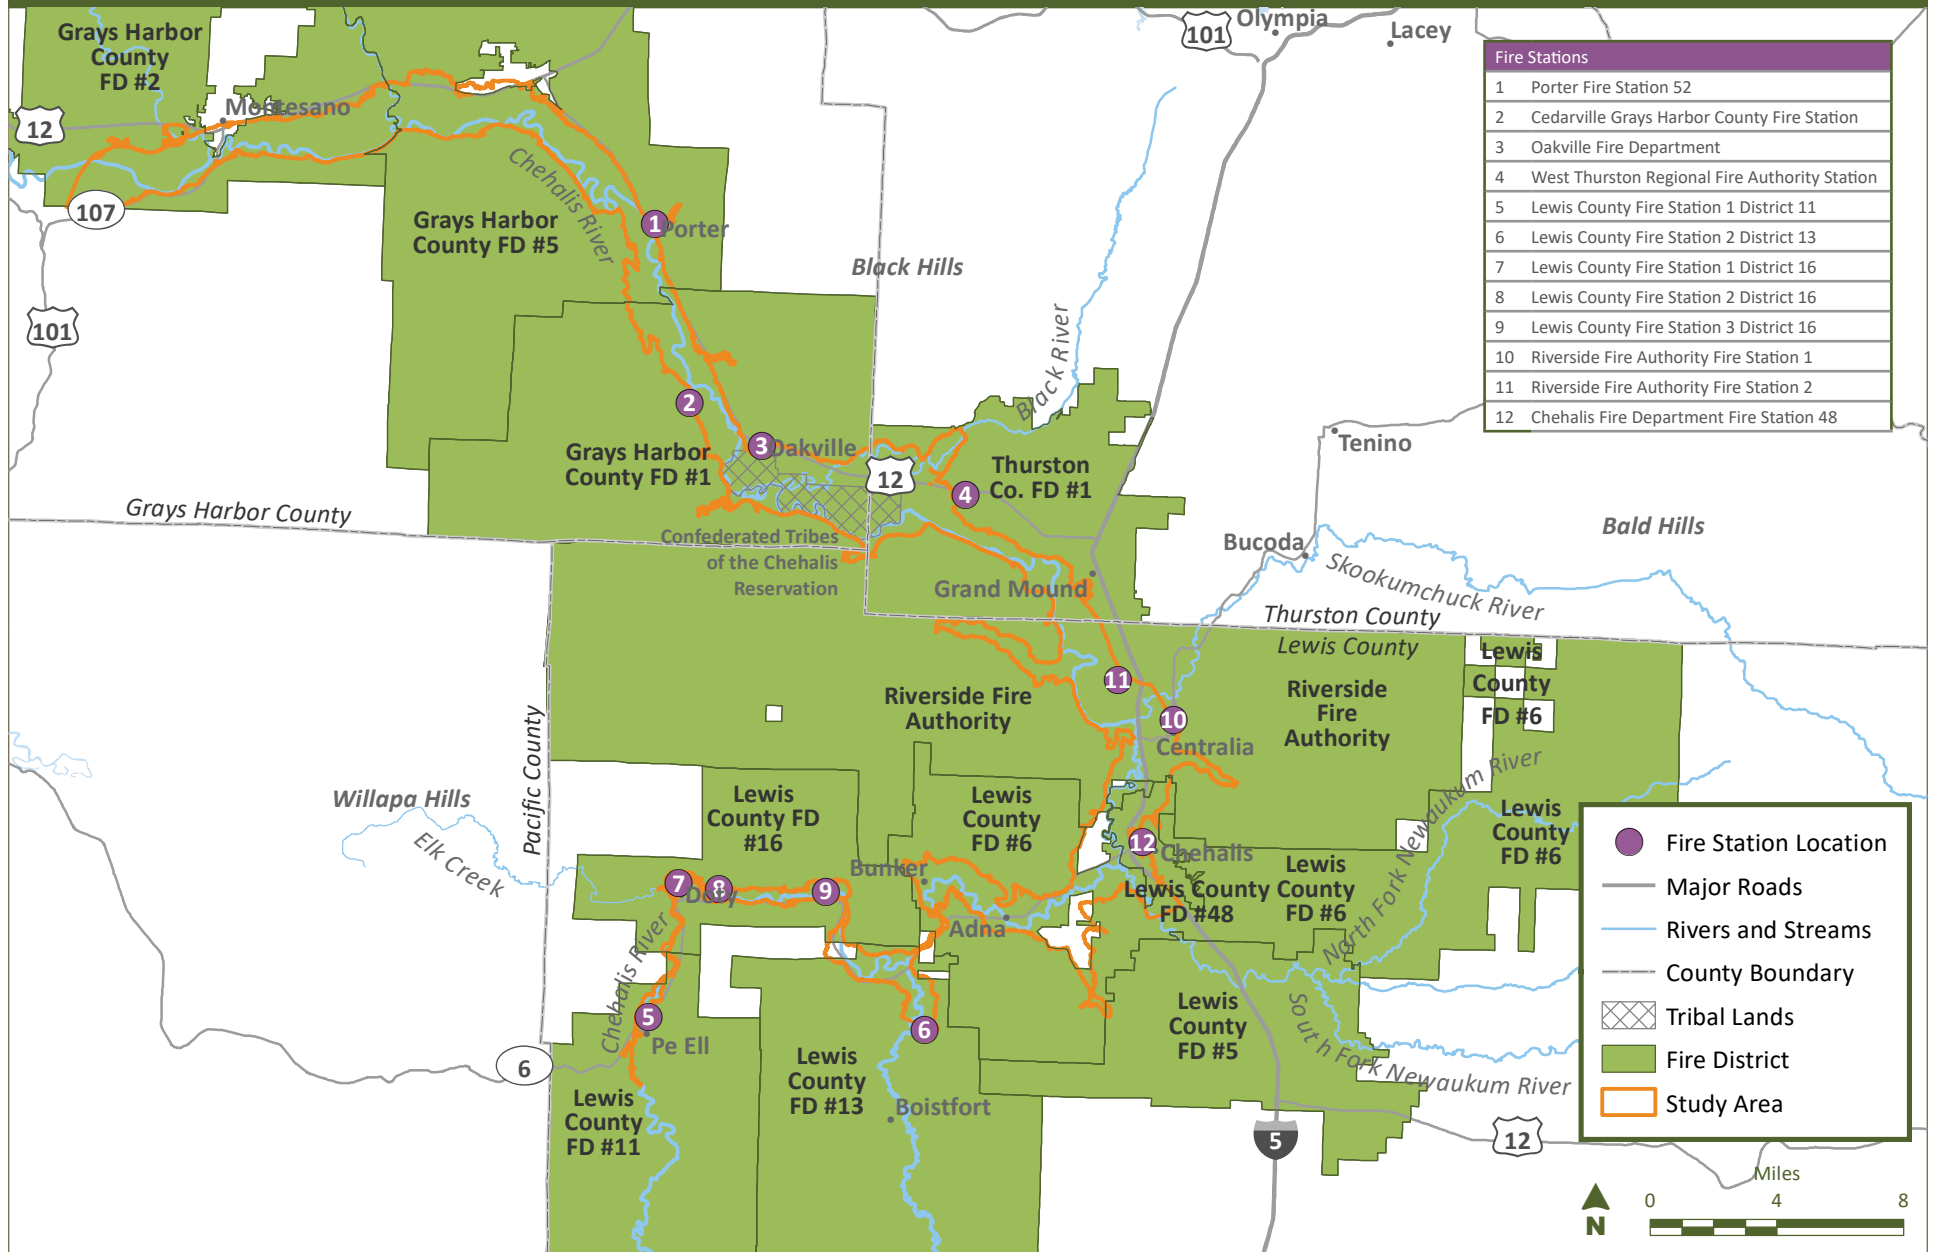 Grays Harbor
County
FD #2
Montesano
12
107
101
101
Olympia
Lacey
Fire Stations
1 Porter Fire Station 52
2 Cedarville Grays Harbor County Fire Station
3 Oakville Fire Department
4 West Thurston Regional Fire Authority Station
5 Lewis County Fire Station 1 District 11
6 Lewis County Fire Station 2 District 13
7 Lewis County Fire Station 1 District 16
8 Lewis County Fire Station 2 District 16
9 Lewis County Fire Station 3 District 16
10 Riverside Fire Authority Fire Station 1
11 Riverside Fire Authority Fire Station 2
12 Chehalis Fire Department Fire Station 48
Chehalis River
Grays Harbor
County FD #5
1
Porter
Black Hills
Black River
2
3
Oakville
Grays Harbor
County FD #1
12
4
Thurston
Co. FD #1
Tenino
Grays Harbor County
Confederated Tribes
of the Chehalis
Reservation
Grand Mound
Bucoda
Bald Hills
Skookumchuck River
Thurston County
Lewis County
Lewis
County
FD #6
Riverside Fire
Authority
11
10
Centralia
Riverside
Fire
Authority
Pacific County
Willapa Hills
Elk Creek
Lewis
County FD
#16
Lewis
County
FD #6
North Fork Newaukum River
Lewis
County
FD #6
12
Chehalis
Bunker
7
8
Doty
9
Adna
Lewis County
FD #48
Lewis
County
FD #6
Chehalis River
5
Pe Ell
6
6
Lewis
County
FD #5
South Fork Newaukum River
Lewis
County
FD #11
Lewis
County
FD #13
Boistfort
5
12
Fire Station Location
Major Roads
Rivers and Streams
County Boundary
Tribal Lands
Fire District
Study Area
N
Miles
0 4 8